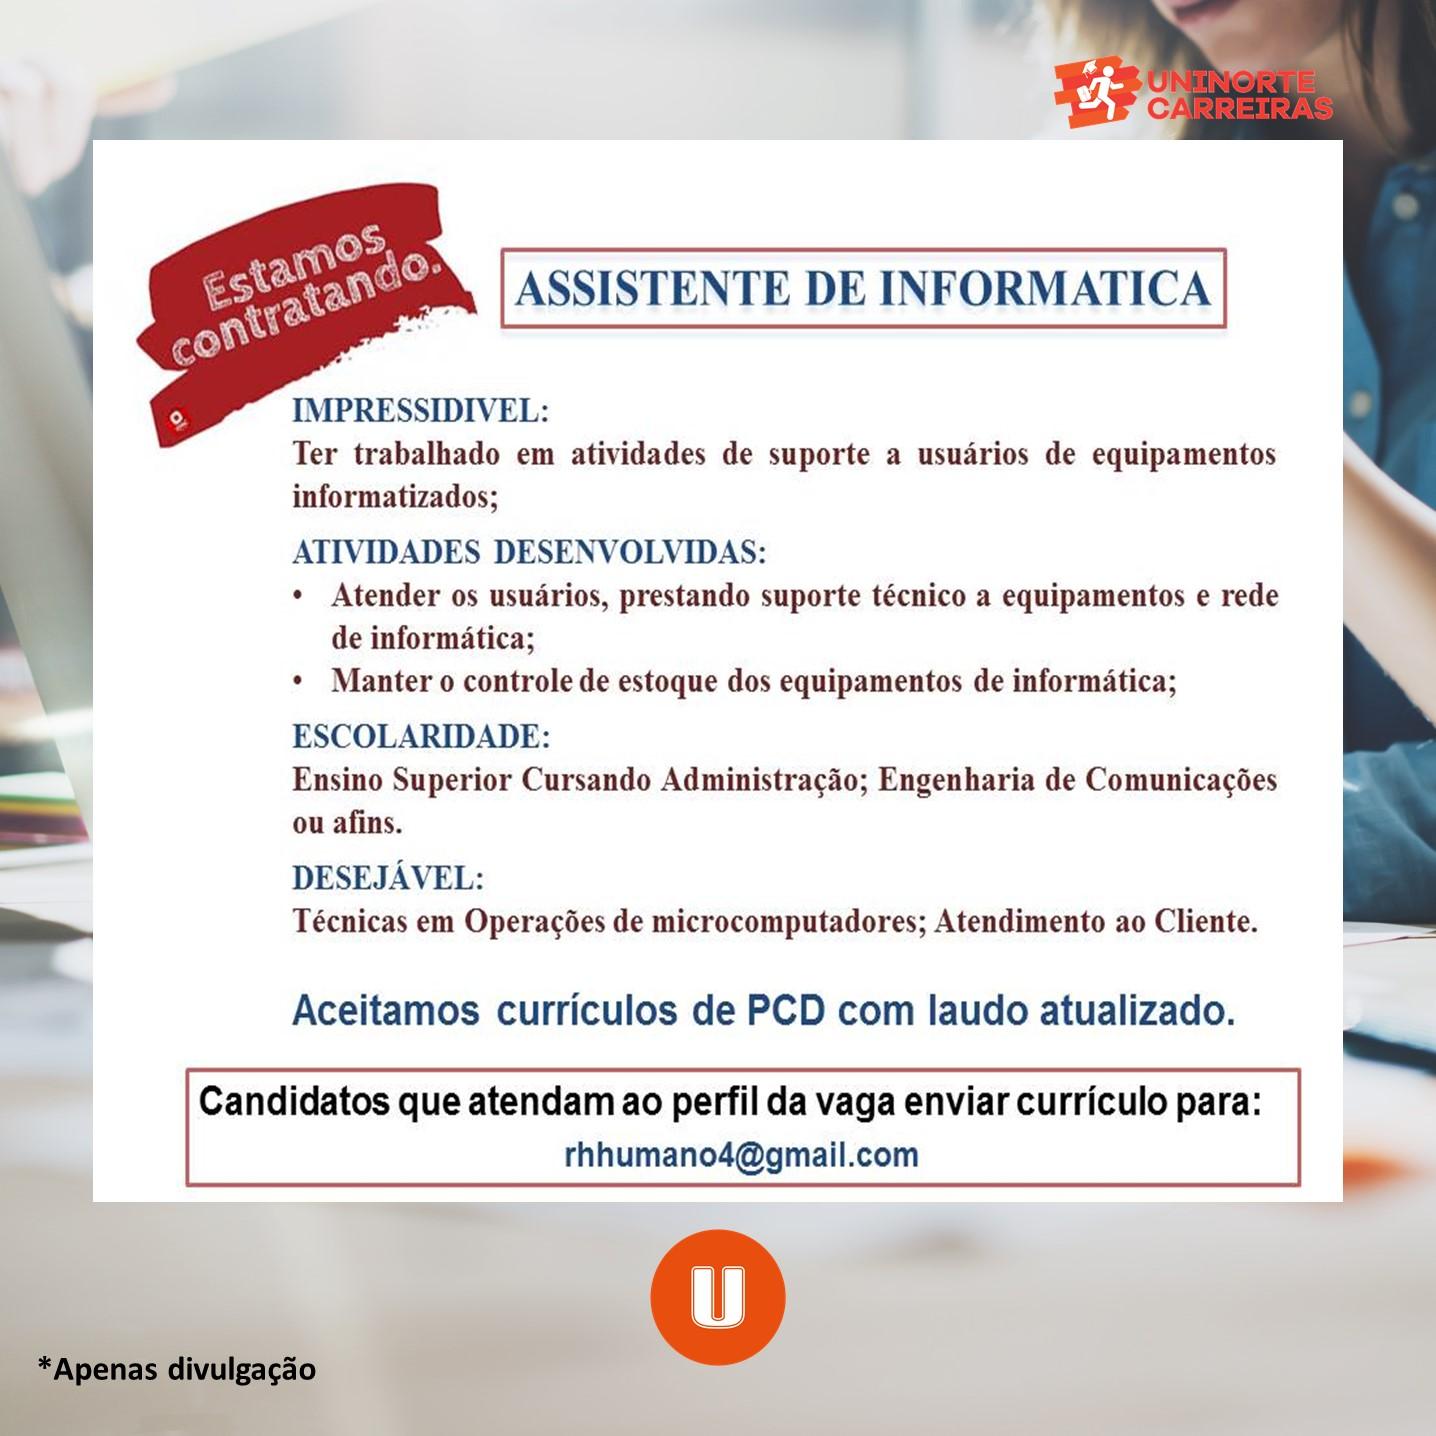 UNINORTE
CARREIRAS
Estamos
contratando.
ASSISTENTE DE INFORMATICA
IMPRESSIDIVEL:
Ter trabalhado em atividades de suporte a usuários de equipamentos
informatizados;
ATIVIDADES DESENVOLVIDAS:
• Atender os usuários, prestando suporte técnico a equipamentos e rede
de informática;
• Manter o controle de estoque dos equipamentos de informática;
ESCOLARIDADE:
Ensino Superior Cursando Administração; Engenharia de Comunicações
ou afins.
DESEJÁVEL:
Técnicas em Operações de microcomputadores; Atendimento ao Cliente.
Aceitamos currículos de PCD com laudo atualizado.
Candidatos que atendam ao perfil da vaga enviar currículo para:
rhhumano4@gmail.com
U
*Apenas divulgação